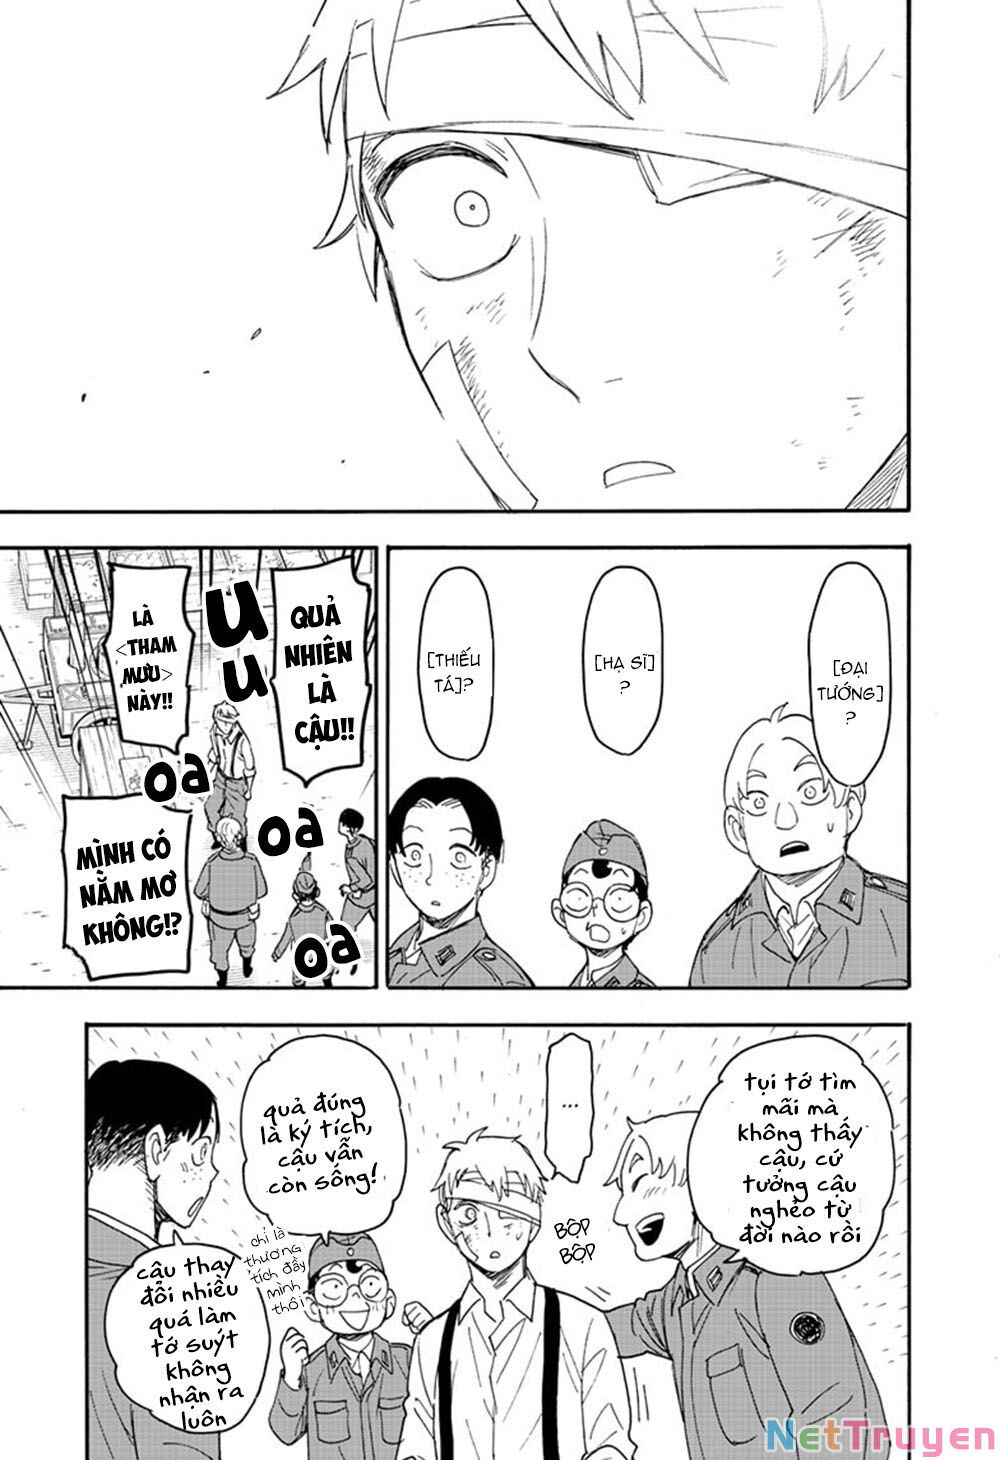 [ĐẠI
TƯỚNG]
?
[HẠ SĨ]
?
[THIẾU
TÁ]?
QUẢ
NHIÊN
LÀ
CẬU!!
LÀ
<THAM
MƯU>
NÀY!!
MÌNH CÓ
NẰM MƠ
KHÔNG!?
U
U
OA
OA
OA
tụi tớ tìm
mãi mà
không thấy
cậu, cứ
tưởng cậu
nghẻo từ
đời nào rồi
...
BỘP
BỘP
quả đúng
là kỳ tích,
cậu vẫn
còn sống!
chỉ là
thương
tích đầy
mình
thôi
cậu thay
đổi nhiều
quá làm
tớ suýt
không
nhận ra
luôn
NetTruyen